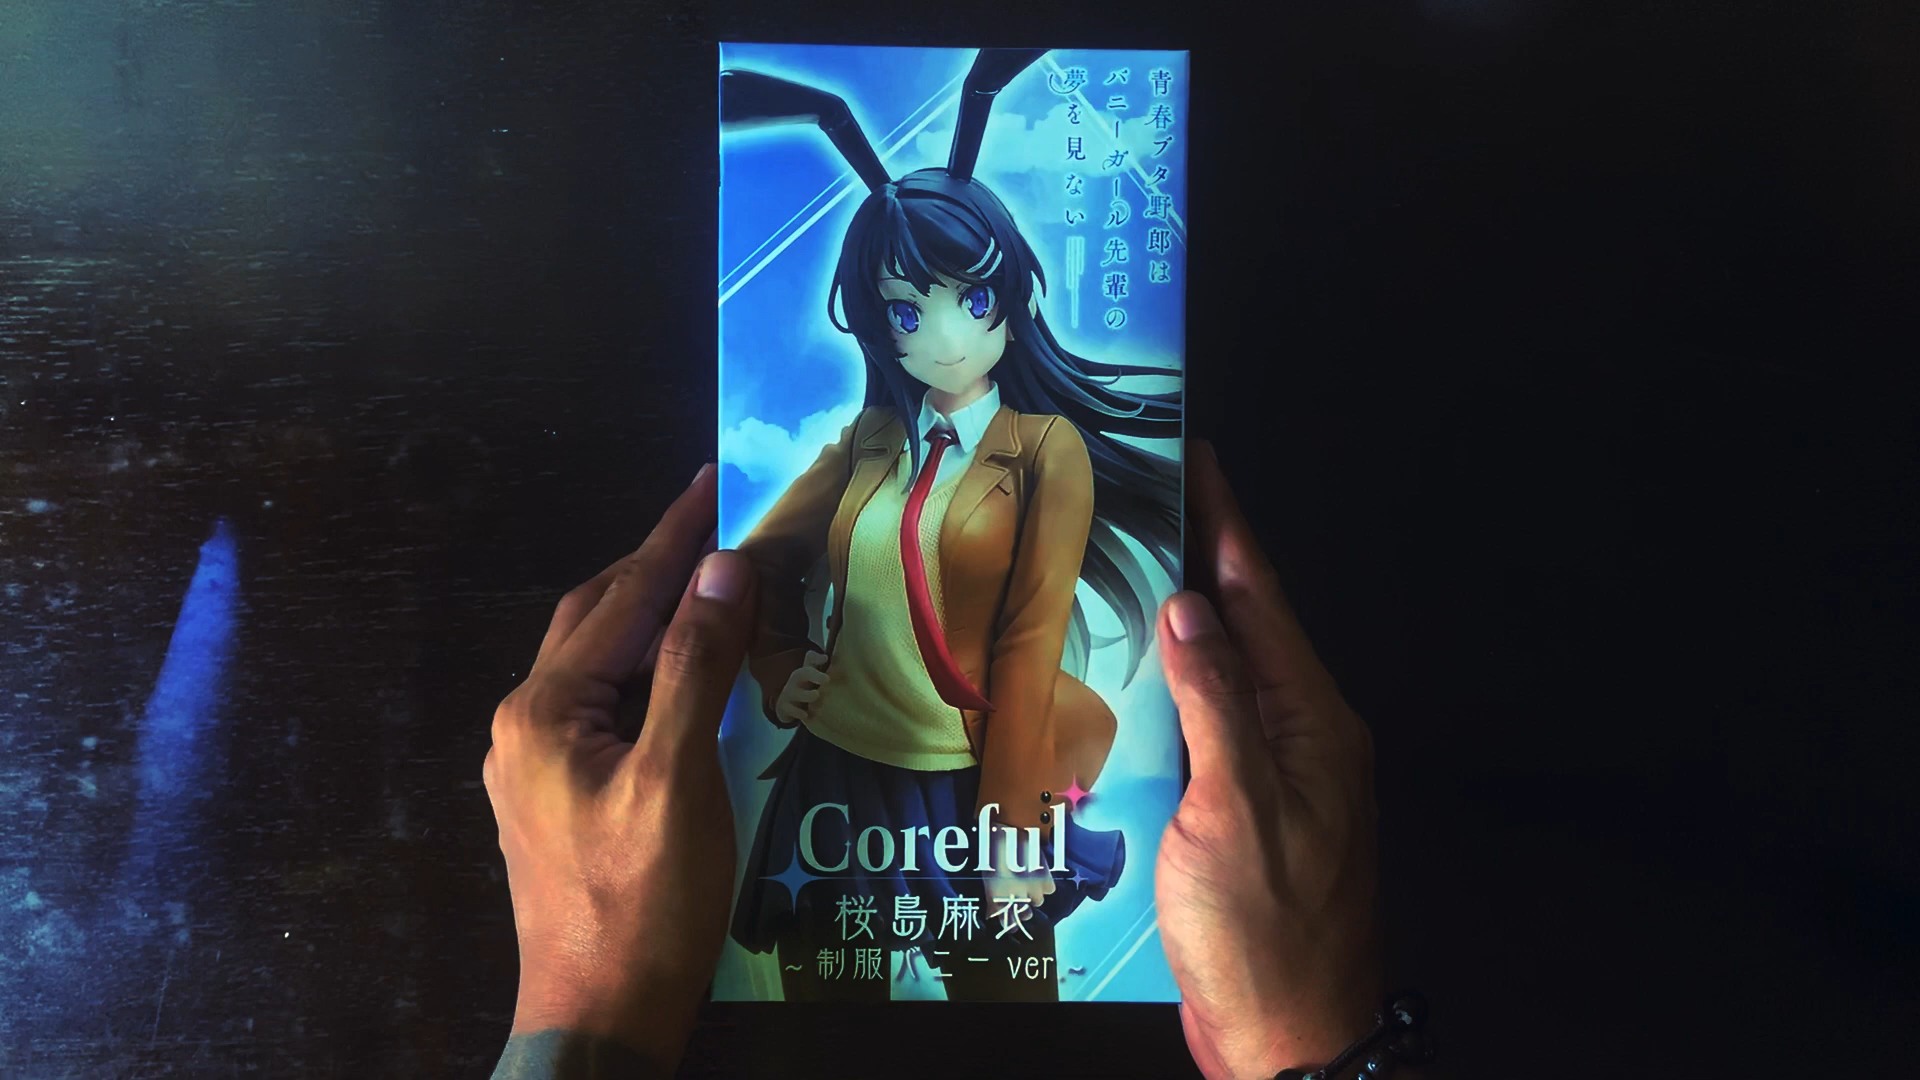 青春ブタ野郎は
バニーガール先輩の
夢を見ない
Coreful
桜島麻衣
~制服バニーver.~